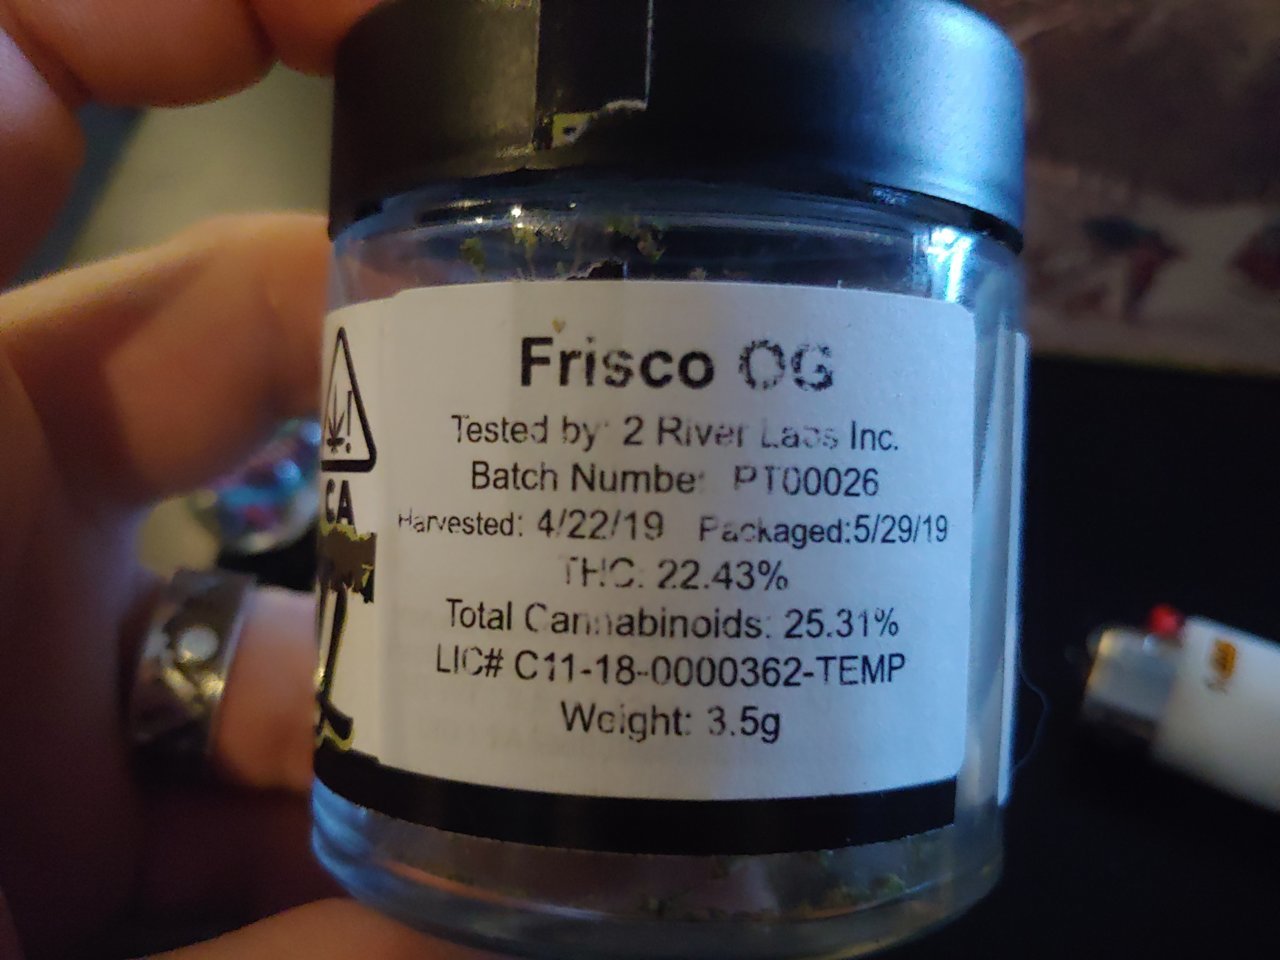 Frisco OG
Tested by: 2 River Labs Inc.
Batch Number: PT00026
Harvested: 4/22/19 Packaged:5/29/19
THC: 22.43%
Total Cannabinoids: 25.31%
LIC# C11-18-0000362-TEMP
Weight: 3.5g
!
CA